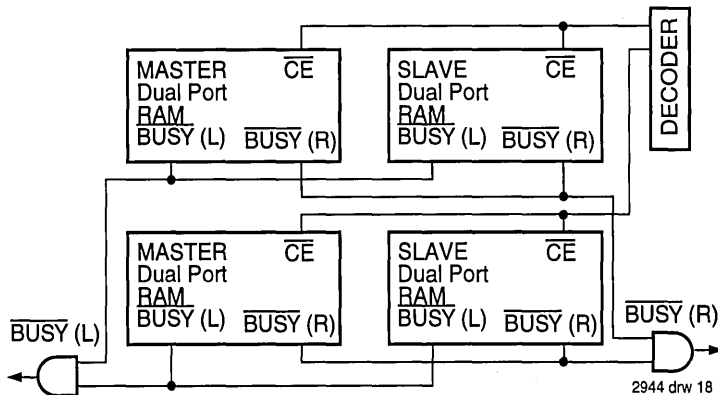 MASTER CE
Dual Port
RAM
BUSY (L) BUSY (R)
SLAVE CE
Dual Port
RAM
BUSY (L) BUSY (R)
DECODER
MASTER CE
Dual Port
RAM
BUSY (L) BUSY (R)
SLAVE CE
Dual Port
RAM
BUSY (L) BUSY (R)
BUSY (L)
BUSY (R)
2944 drw 18